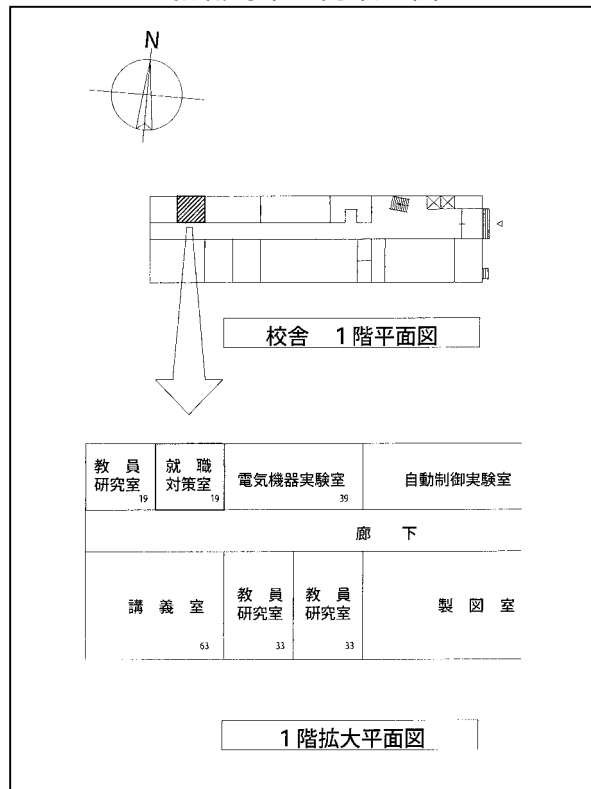 N
校舎 1階平面図
教員
研究室
19
就職
対策室
19
電気機器実験室
39
自動制御実験室
廊下
講義室
63
教員
研究室
33
教員
研究室
33
製図室
1階拡大平面図